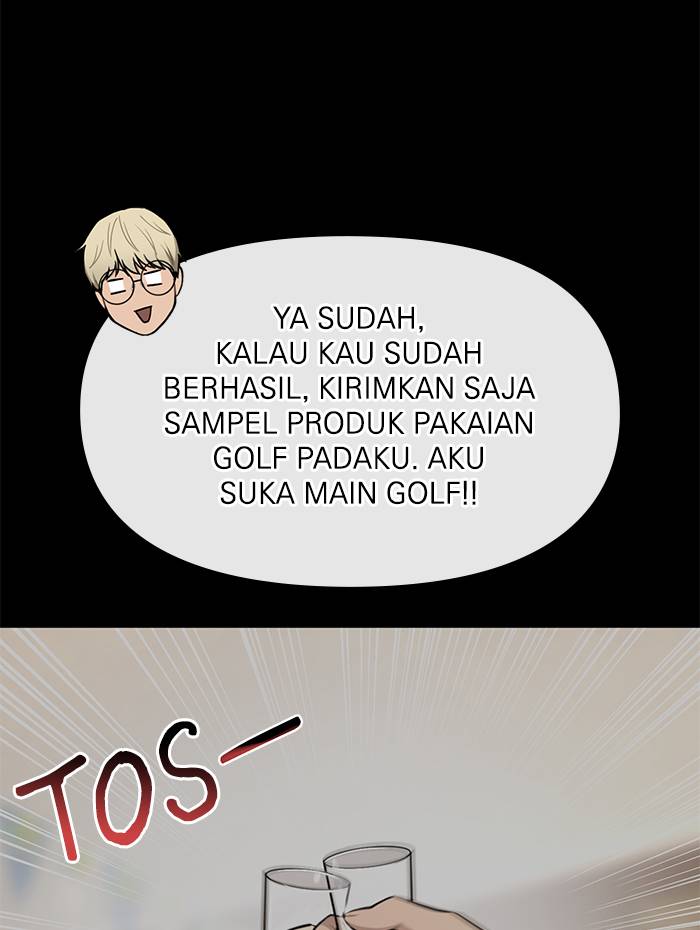 YA SUDAH,
KALAU KAU SUDAH
BERHASIL, KIRIMKAN SAJA
SAMPEL PRODUK PAKAIAN
GOLF PADAKU. AKU
SUKA MAIN GOLF!!
TOS—